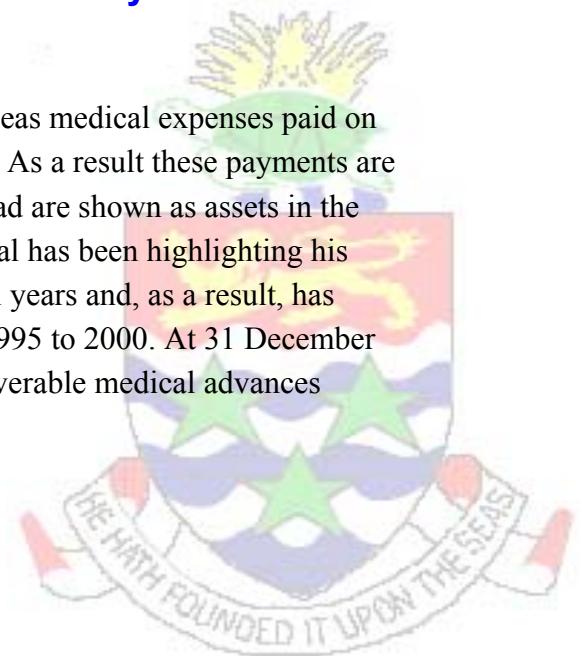 eas medical expenses paid on
As a result these payments are
ad are shown as assets in the
al has been highlighting his
years and, as a result, has
995 to 2000. At 31 December
verable medical advances
HE HATH FOUNDED IT UPON THE SEAS